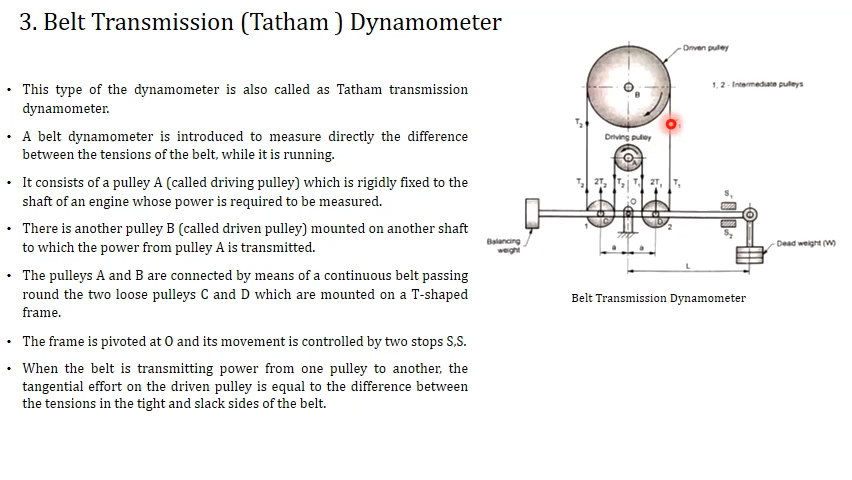 3. Belt Transmission (Tatham ) Dynamometer
• This type of the dynamometer is also called as Tatham transmission
dynamometer.
• A belt dynamometer is introduced to measure directly the difference
between the tensions of the belt, while it is running.
• It consists of a pulley A (called driving pulley) which is rigidly fixed to the
shaft of an engine whose power is required to be measured.
• There is another pulley B (called driven pulley) mounted on another shaft
to which the power from pulley A is transmitted.
• The pulleys A and B are connected by means of a continuous belt passing
round the two loose pulleys C and D which are mounted on a T-shaped
frame.
• The frame is pivoted at O and its movement is controlled by two stops S,S.
• When the belt is transmitting power from one pulley to another, the
tangential effort on the driven pulley is equal to the difference between
the tensions in the tight and slack sides of the belt.
Driven pulley
1, 2 - Intermediate pulleys
B
T₂
Driving pulley
A
T₂ 2T₂ T₂ T₁ 2T₁ T₁
S₁
O
C
1
2
S₂
Balancing
weight
a a
Dead weight (W)
L
Belt Transmission Dynamometer